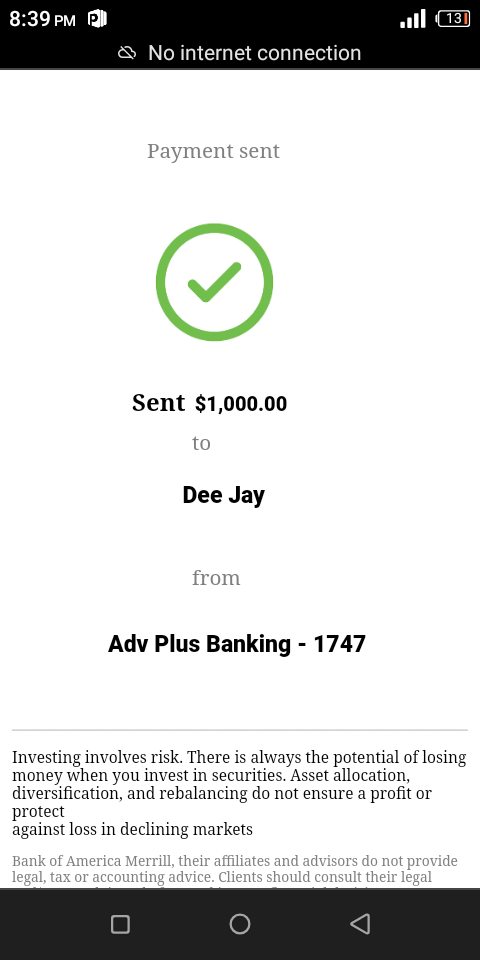 8:39 PM
13
No internet connection
Payment sent
Sent $1,000.00
to
Dee Jay
from
Adv Plus Banking - 1747
Investing involves risk. There is always the potential of losing
money when you invest in securities. Asset allocation,
diversification, and rebalancing do not ensure a profit or
protect
against loss in declining markets
Bank of America Merrill, their affiliates and advisors do not provide
legal, tax or accounting advice. Clients should consult their legal